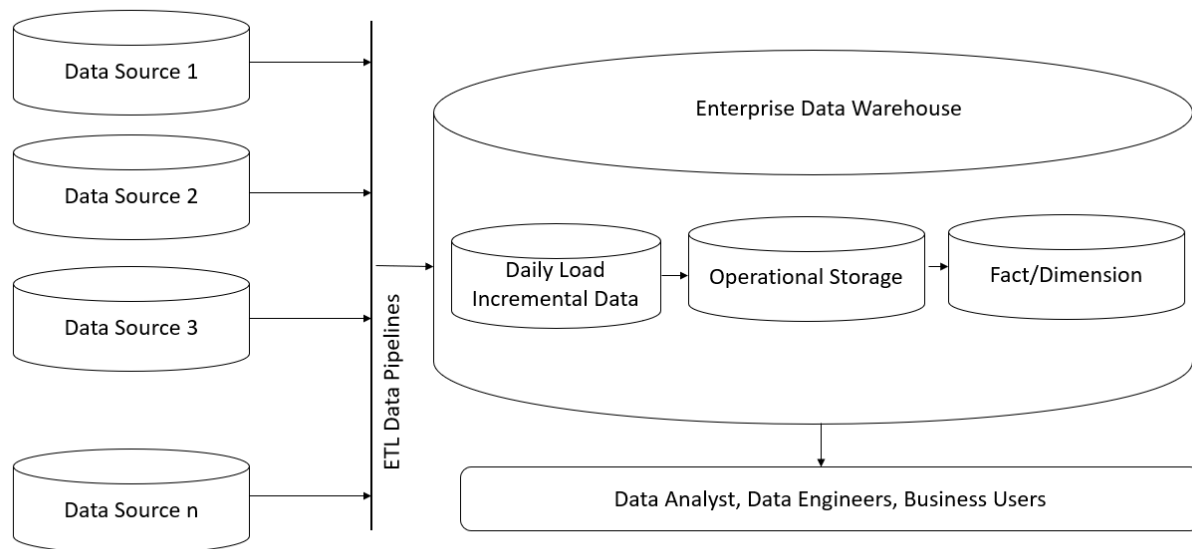 Data Source 1
Enterprise Data Warehouse
Data Source 2
Daily Load
Incremental Data
Operational Storage
Fact/Dimension
Data Source 3
ETL Data Pipelines
Data Source n
Data Analyst, Data Engineers, Business Users